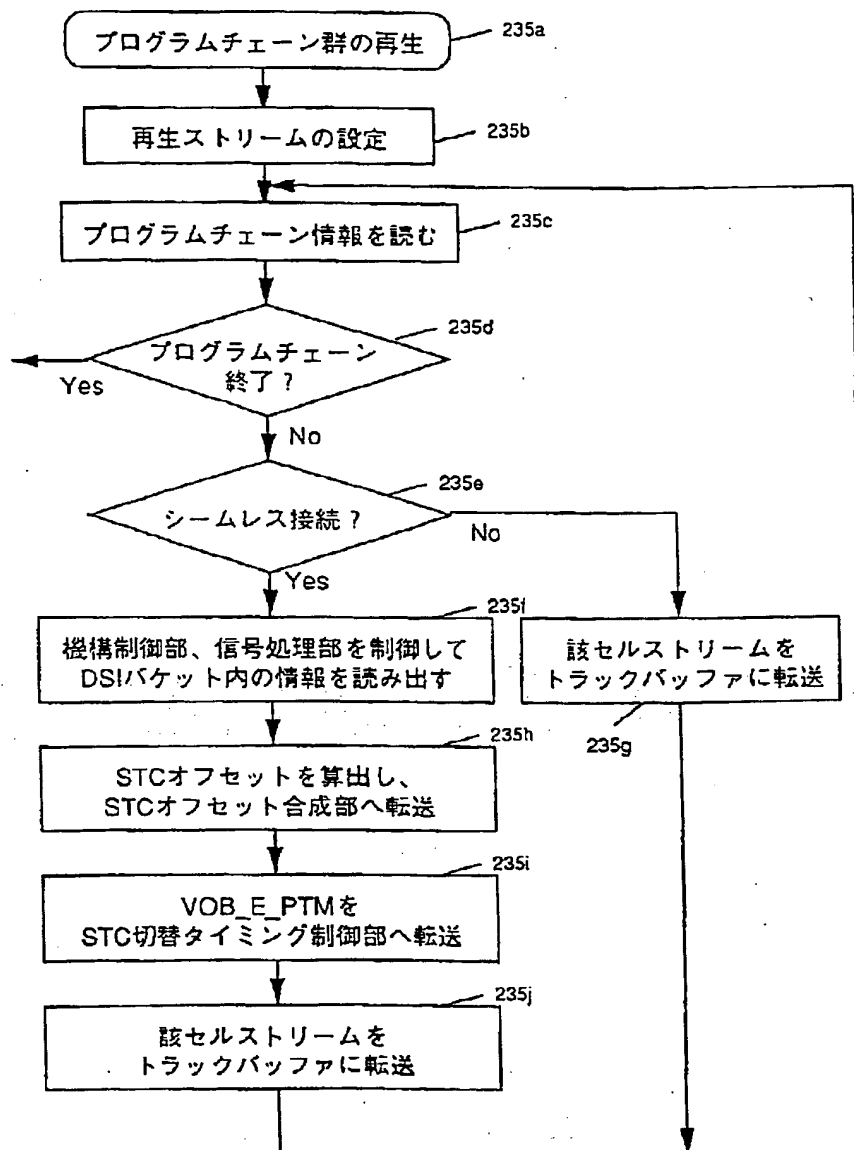 プログラムチェーン群の再生
235a
再生ストリームの設定
235b
プログラムチェーン情報を読む
235c
235d
プログラムチェーン
終了？
Yes
No
235e
シームレス接続？
No
Yes
235f
機構制御部、信号処理部を制御して
DSIパケット内の情報を読み出す
該セルストリームを
トラックバッファに転送
235g
235h
STCオフセットを算出し、
STCオフセット合成部へ転送
235i
VOB_E_PTMを
STC切替タイミング制御部へ転送
235j
該セルストリームを
トラックバッファに転送